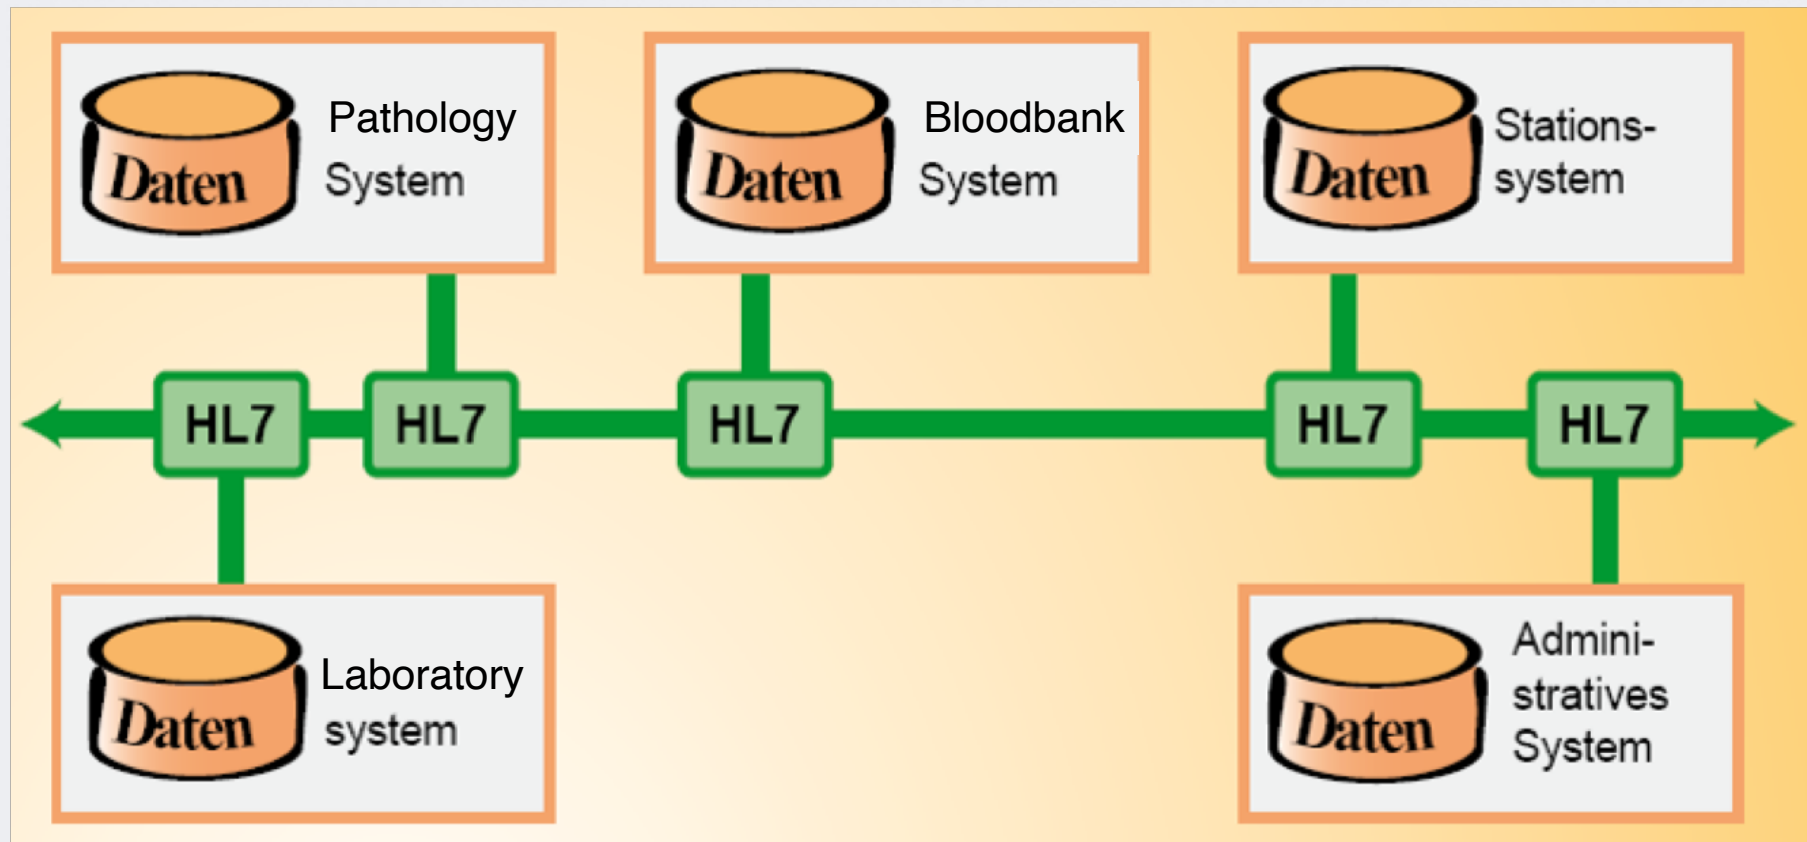 Daten
Pathology
System
Daten
Bloodbank
System
Daten
Stations-
system
HL7
HL7
HL7
HL7
HL7
Daten
Laboratory
system
Daten
Admini-
stratives
System